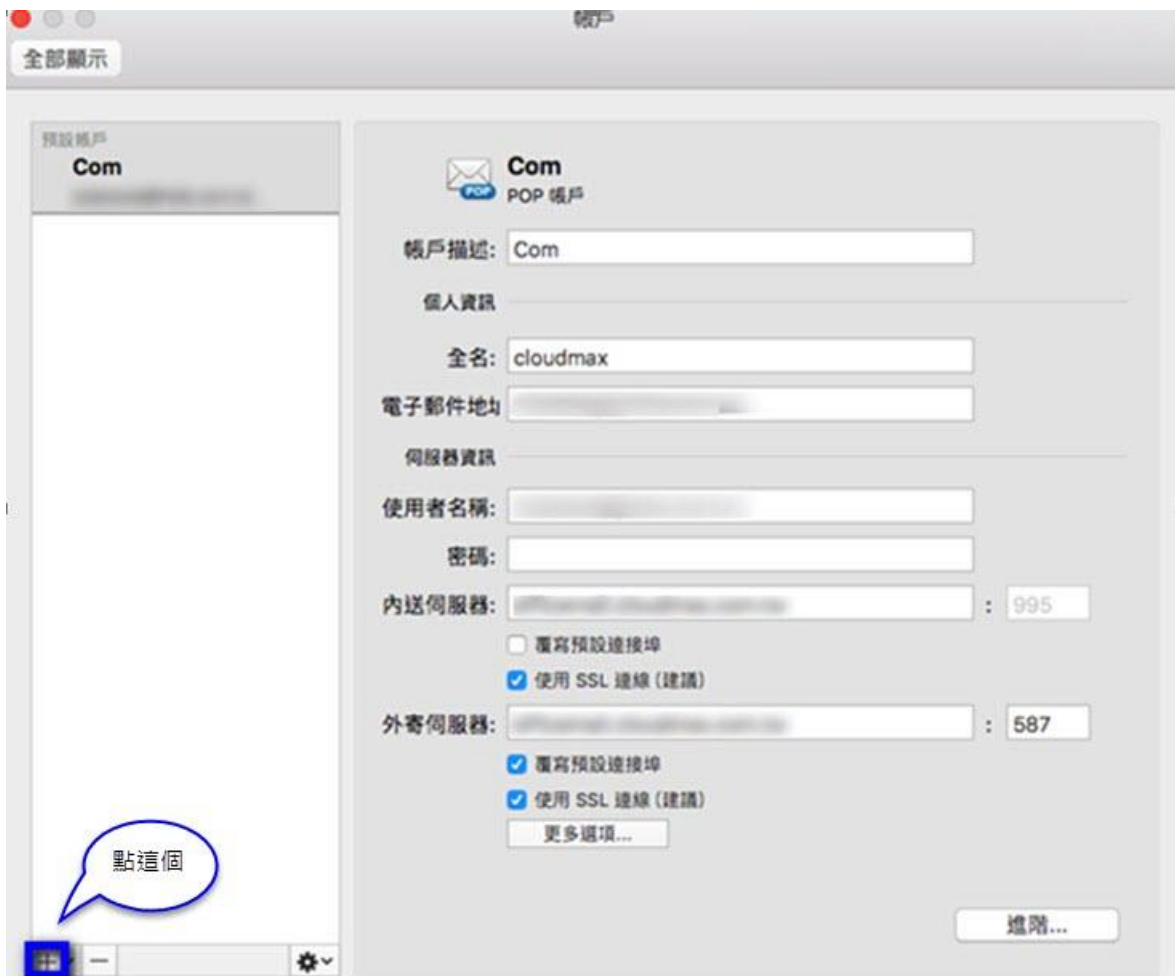 帳戶
全部顯示
預設帳戶
Com
Com
POP
POP 帳戶
帳戶描述: Com
個人資訊
全名: cloudmax
電子郵件地址
伺服器資訊
使用者名稱:
密碼:
內送伺服器: : 995
覆寫預設連接埠
使用 SSL 連線 (建議)
外寄伺服器: : 587
覆寫預設連接埠
使用 SSL 連線 (建議)
更多選項...
點這個
進階...